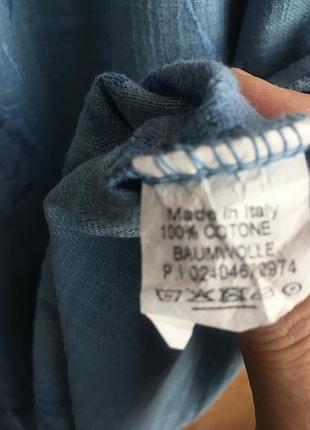 Made in Italy
100% COTONE
BAUMWOLLE
P.I 02404670974